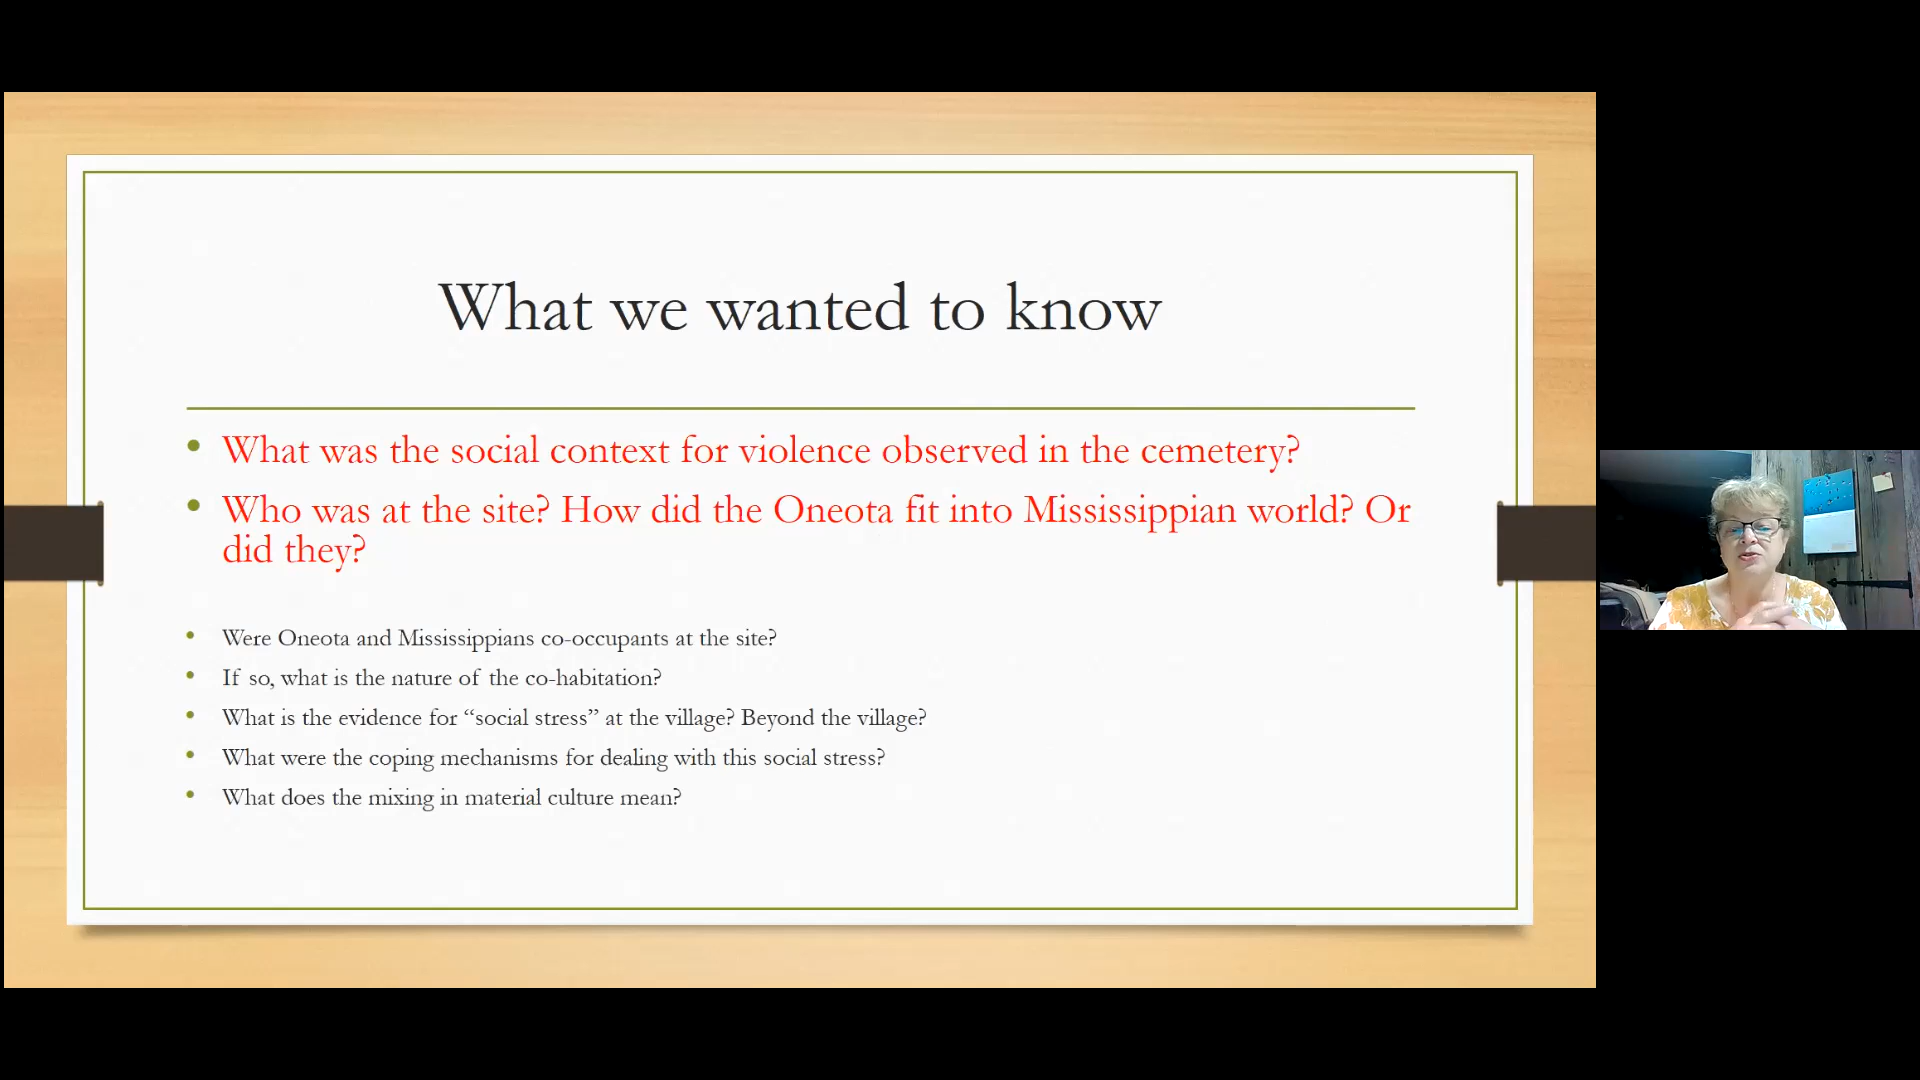 What we wanted to know
• What was the social context for violence observed in the cemetery?
• Who was at the site? How did the Oneota fit into Mississippian world? Or
did they?
• Were Oneota and Mississippians co-occupants at the site?
• If so, what is the nature of the co-habitation?
• What is the evidence for “social stress” at the village? Beyond the village?
• What were the coping mechanisms for dealing with this social stress?
• What does the mixing in material culture mean?